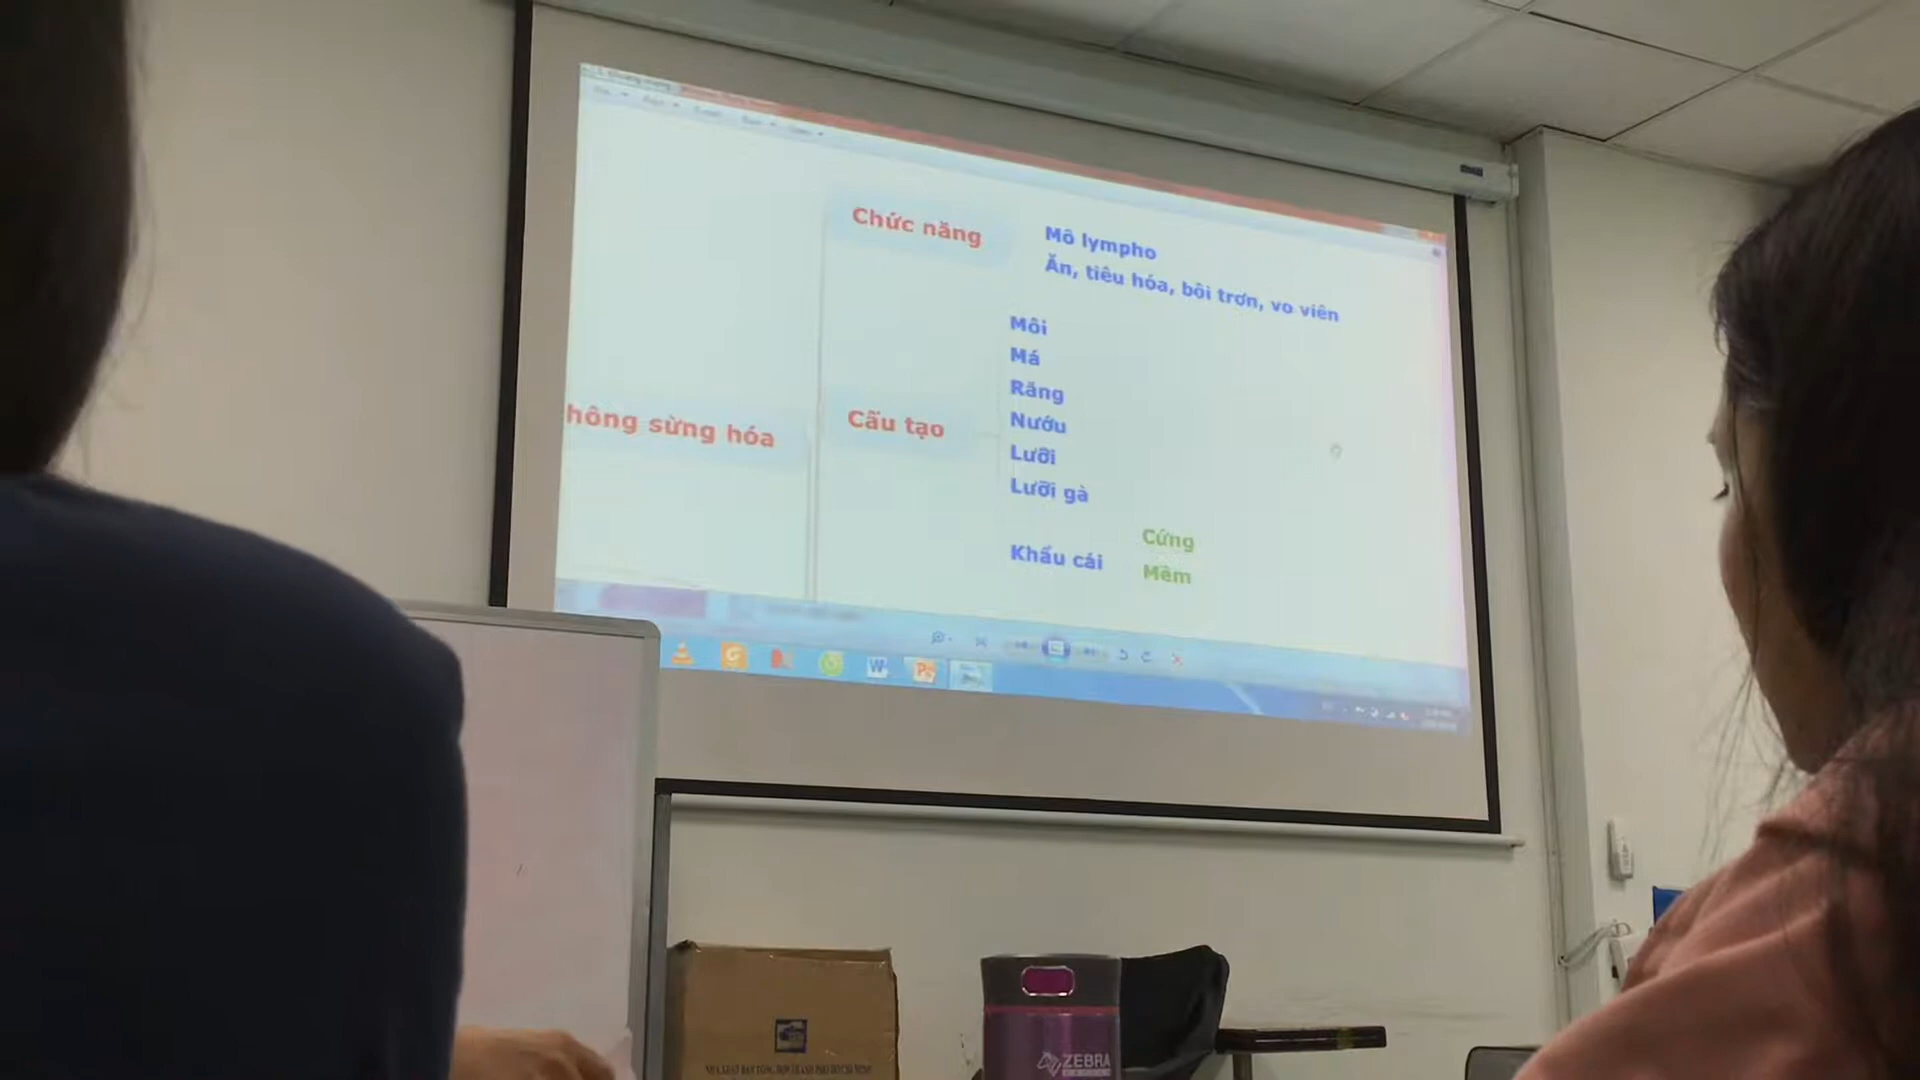 Chức năng
Mô lympho
Ăn, tiêu hóa, bôi trơn, vo viên
hông sừng hóa
Cấu tạo
Môi
Má
Răng
Nướu
Lưỡi
Lưỡi gà
Khẩu cái
Cứng
Mềm
ZEBRA